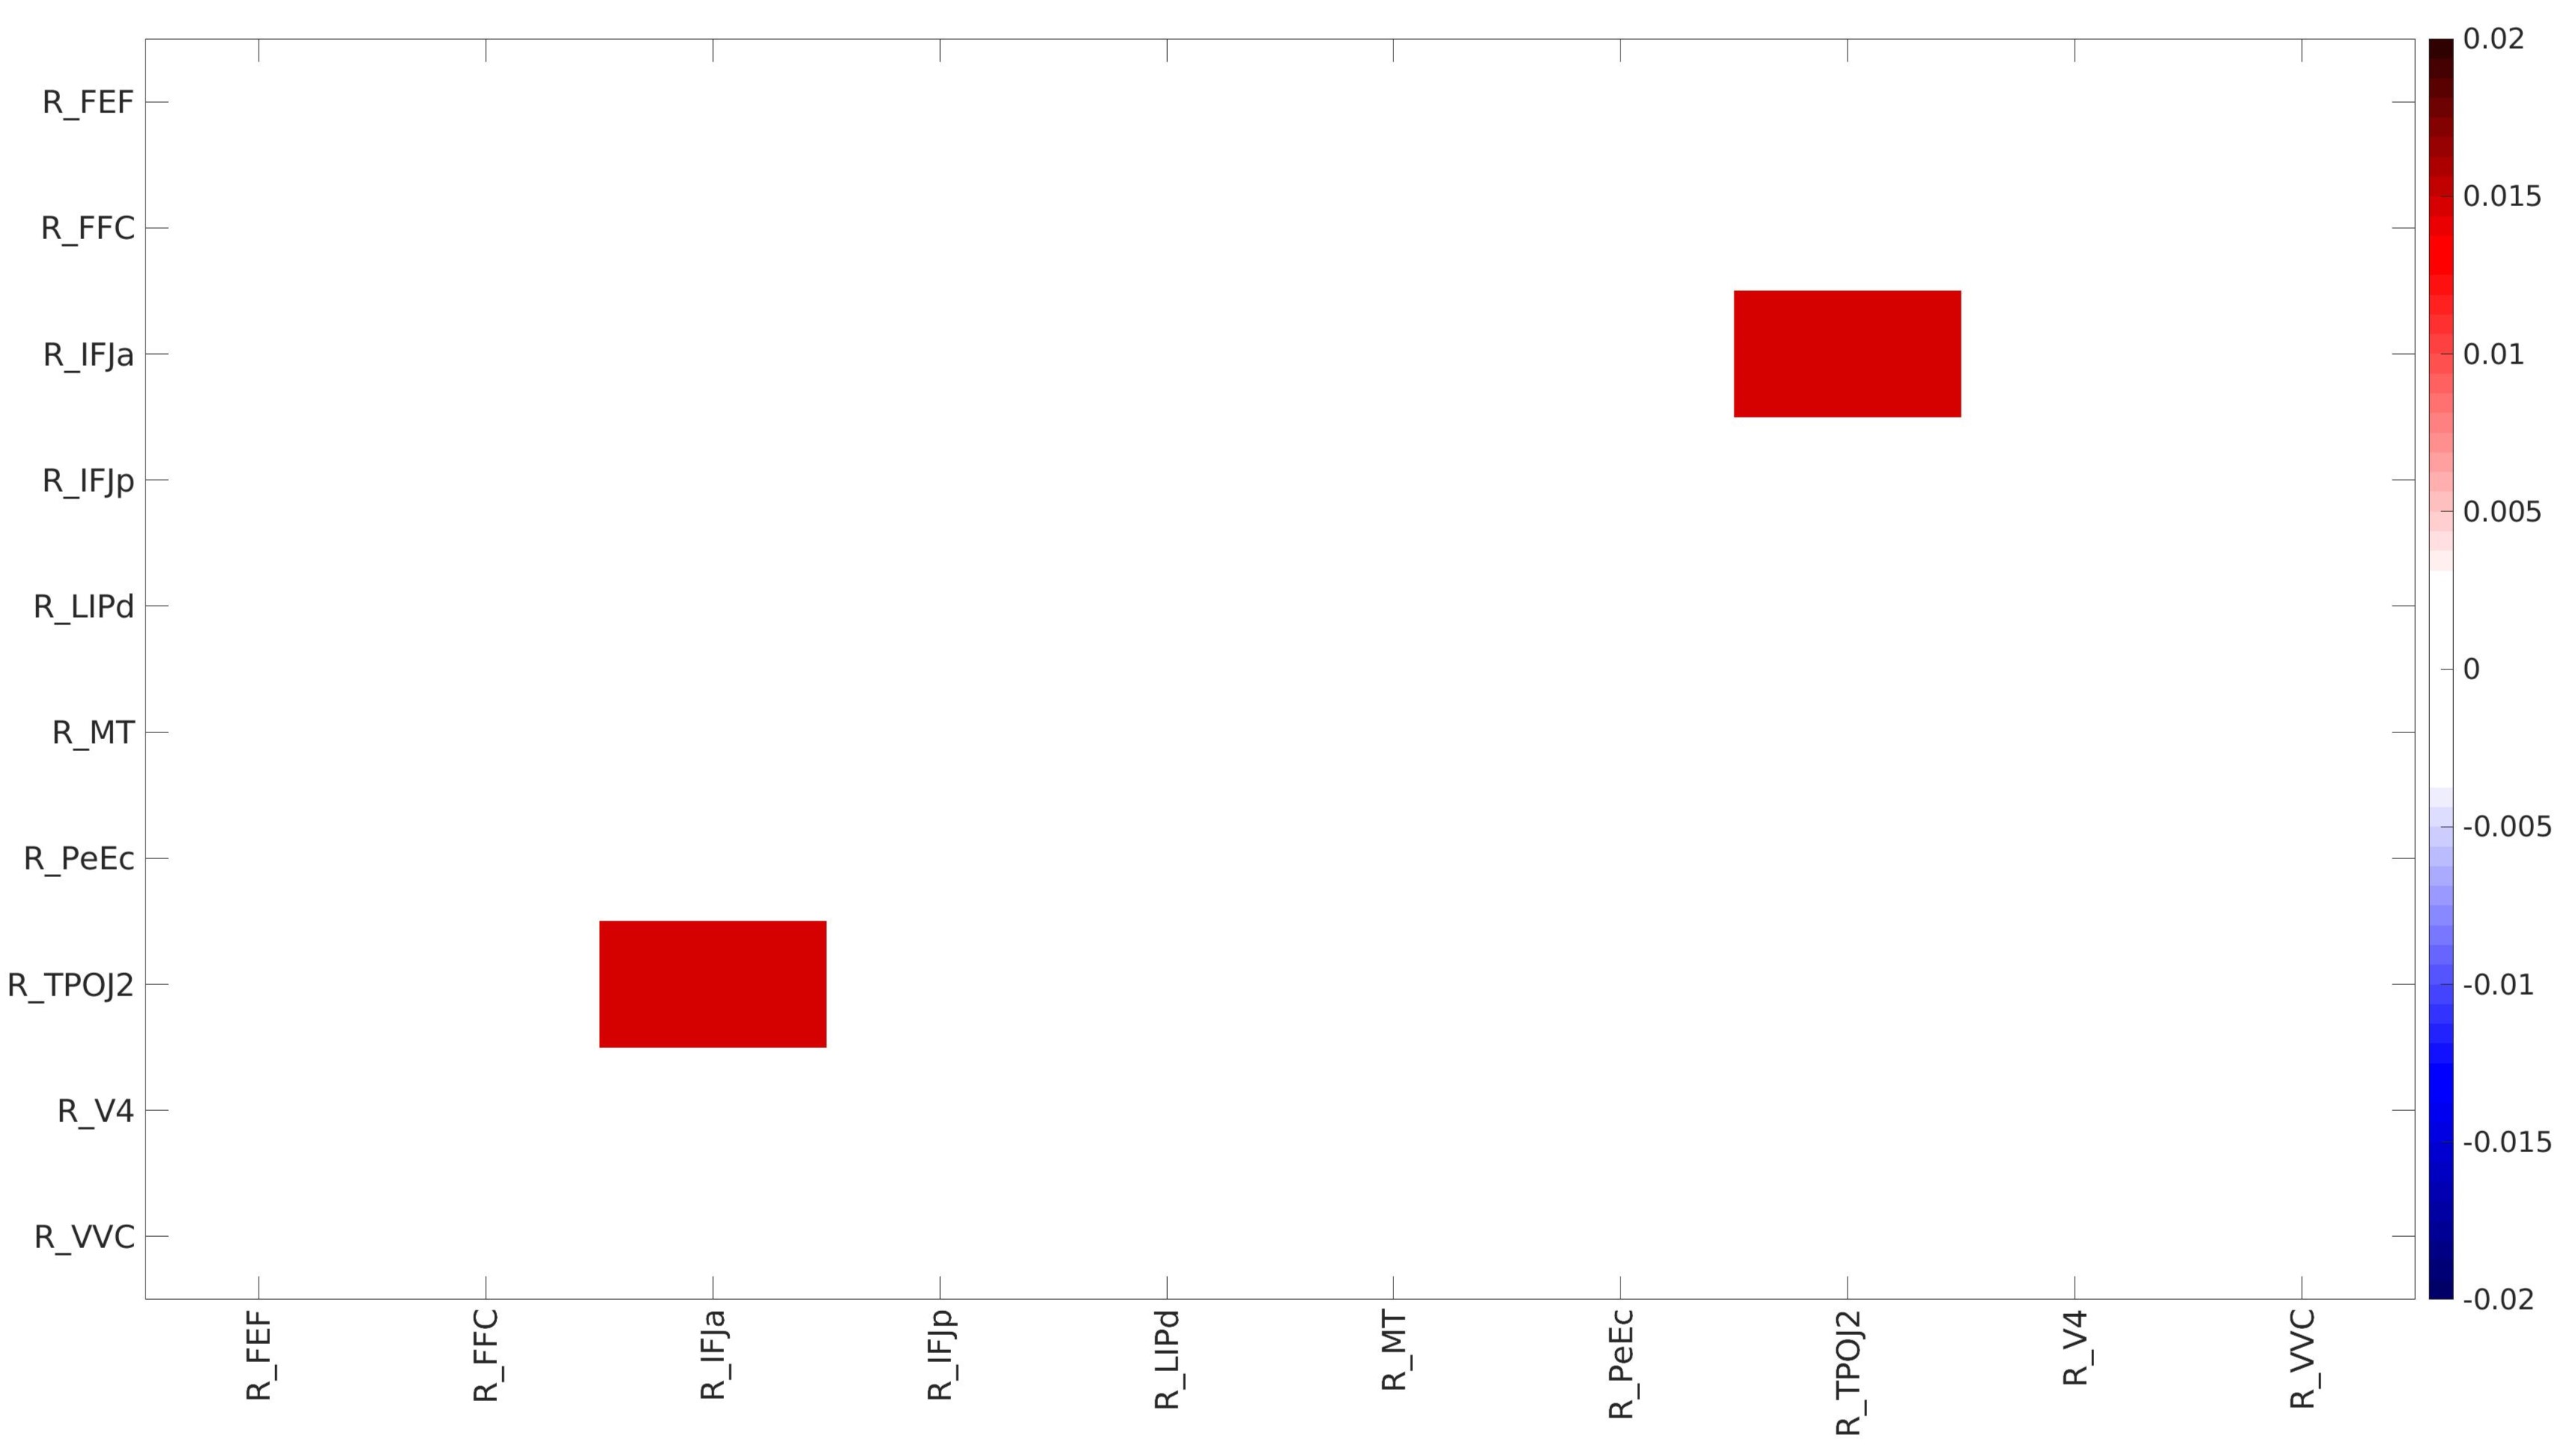 R_FEF
R_FFC
R_IFJa
R_IFJp
R_LIPd
R_MT
R_PeEc
R_TPOJ2
R_V4
R_VVC
R_FEF
R_FFC
R_IFJa
R_IFJp
R_LIPd
R_MT
R_PeEc
R_TPOJ2
R_V4
R_VVC
0.02
0.015
0.01
0.005
0
-0.005
-0.01
-0.015
-0.02